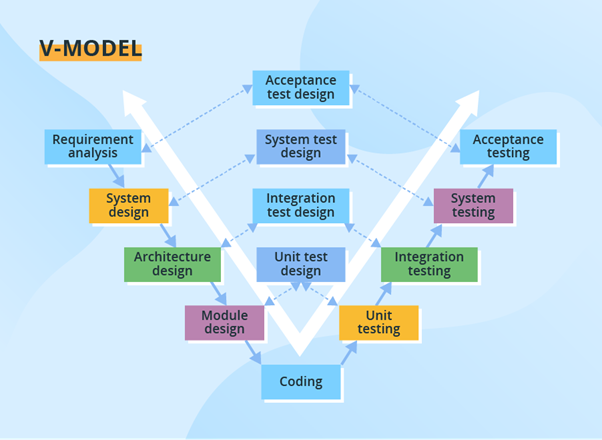 V-MODEL
Acceptance
test design
Requirement
analysis
System test
design
Acceptance
testing
System
design
Integration
test design
System
testing
Architecture
design
Unit test
design
Integration
testing
Module
design
Unit
testing
Coding